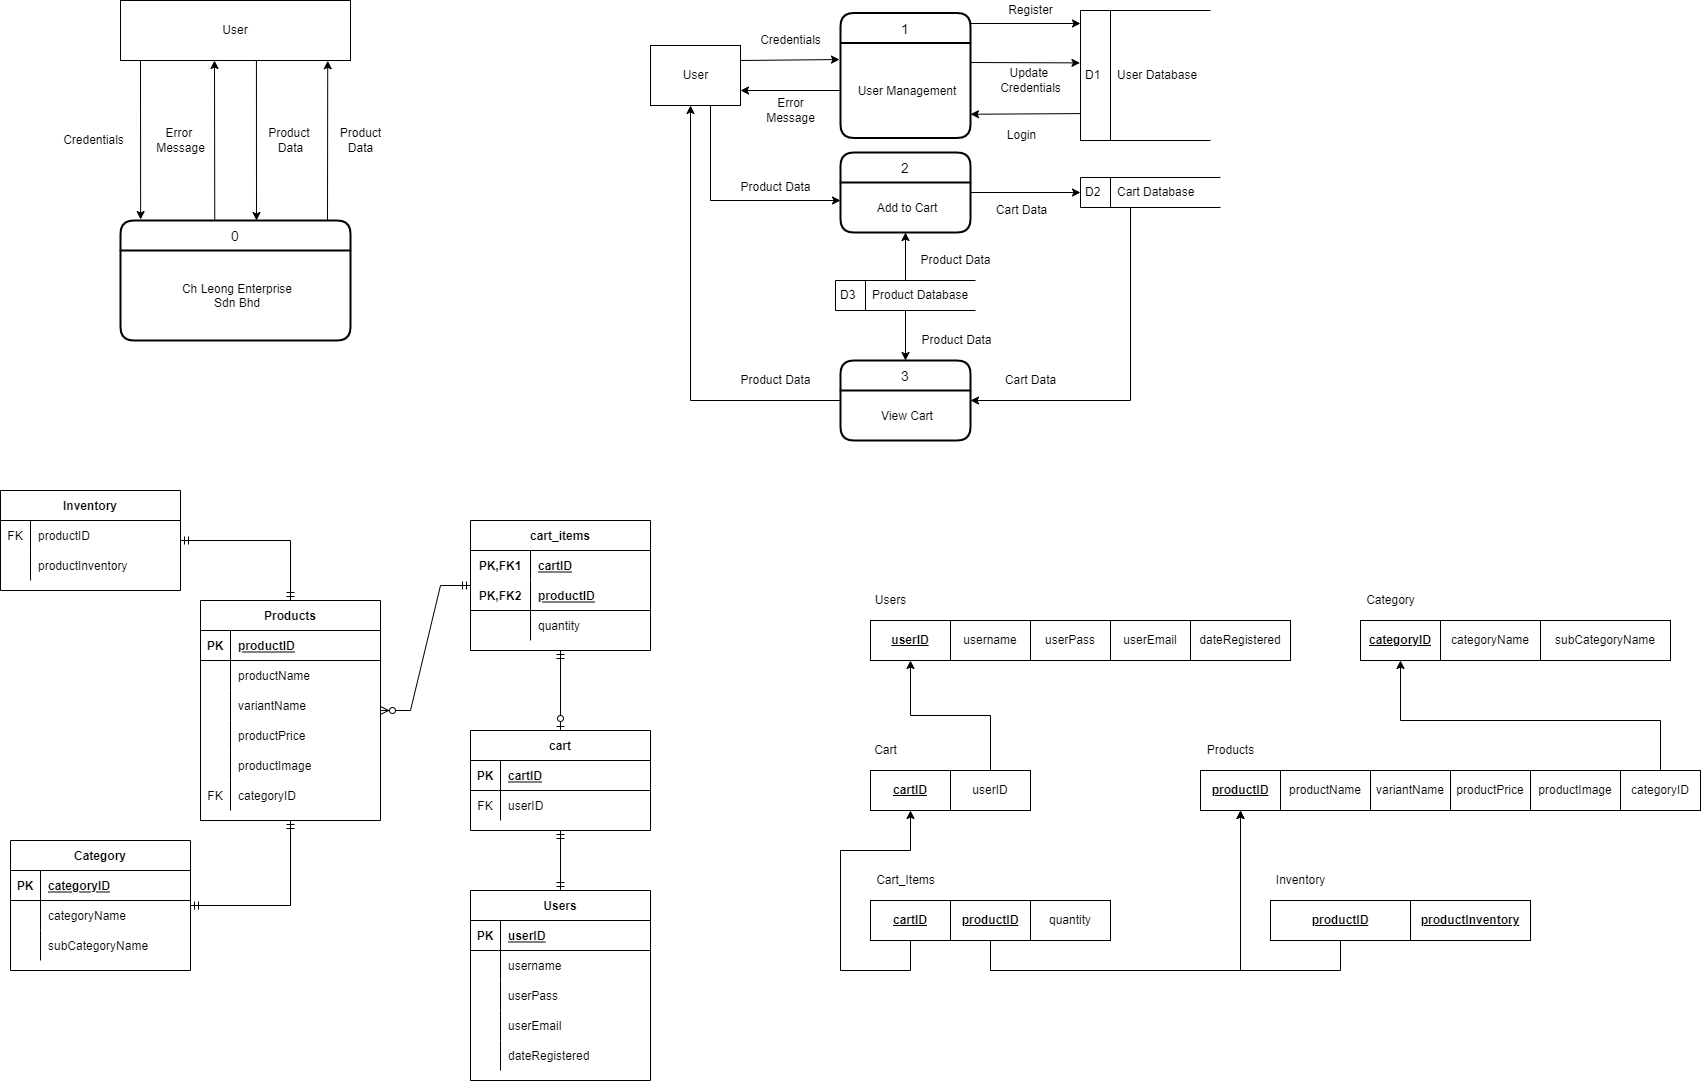 User
Credentials
Error
Message
Product
Data
Product
Data
0
Ch Leong Enterprise
Sdn Bhd
User
Credentials
Error
Message
1
User Management
Register
Update
Credentials
Login
D1
User Database
Product Data
2
Add to Cart
Cart Data
D2
Cart Database
Product Data
D3
Product Database
Product Data
Product Data
3
View Cart
Cart Data
Inventory
FK productID
productInventory
Products
PK productID
productName
variantName
productPrice
productImage
FK categoryID
Category
PK categoryID
categoryName
subCategoryName
cart_items
PK,FK1 cartID
PK,FK2 productID
quantity
cart
PK cartID
FK userID
Users
PK userID
username
userPass
userEmail
dateRegistered
Users
userID username userPass userEmail dateRegistered
Category
categoryID categoryName subCategoryName
Cart
cartID userID
Products
productID productName variantName productPrice productImage categoryID
Cart_Items
cartID productID quantity
Inventory
productID productInventory